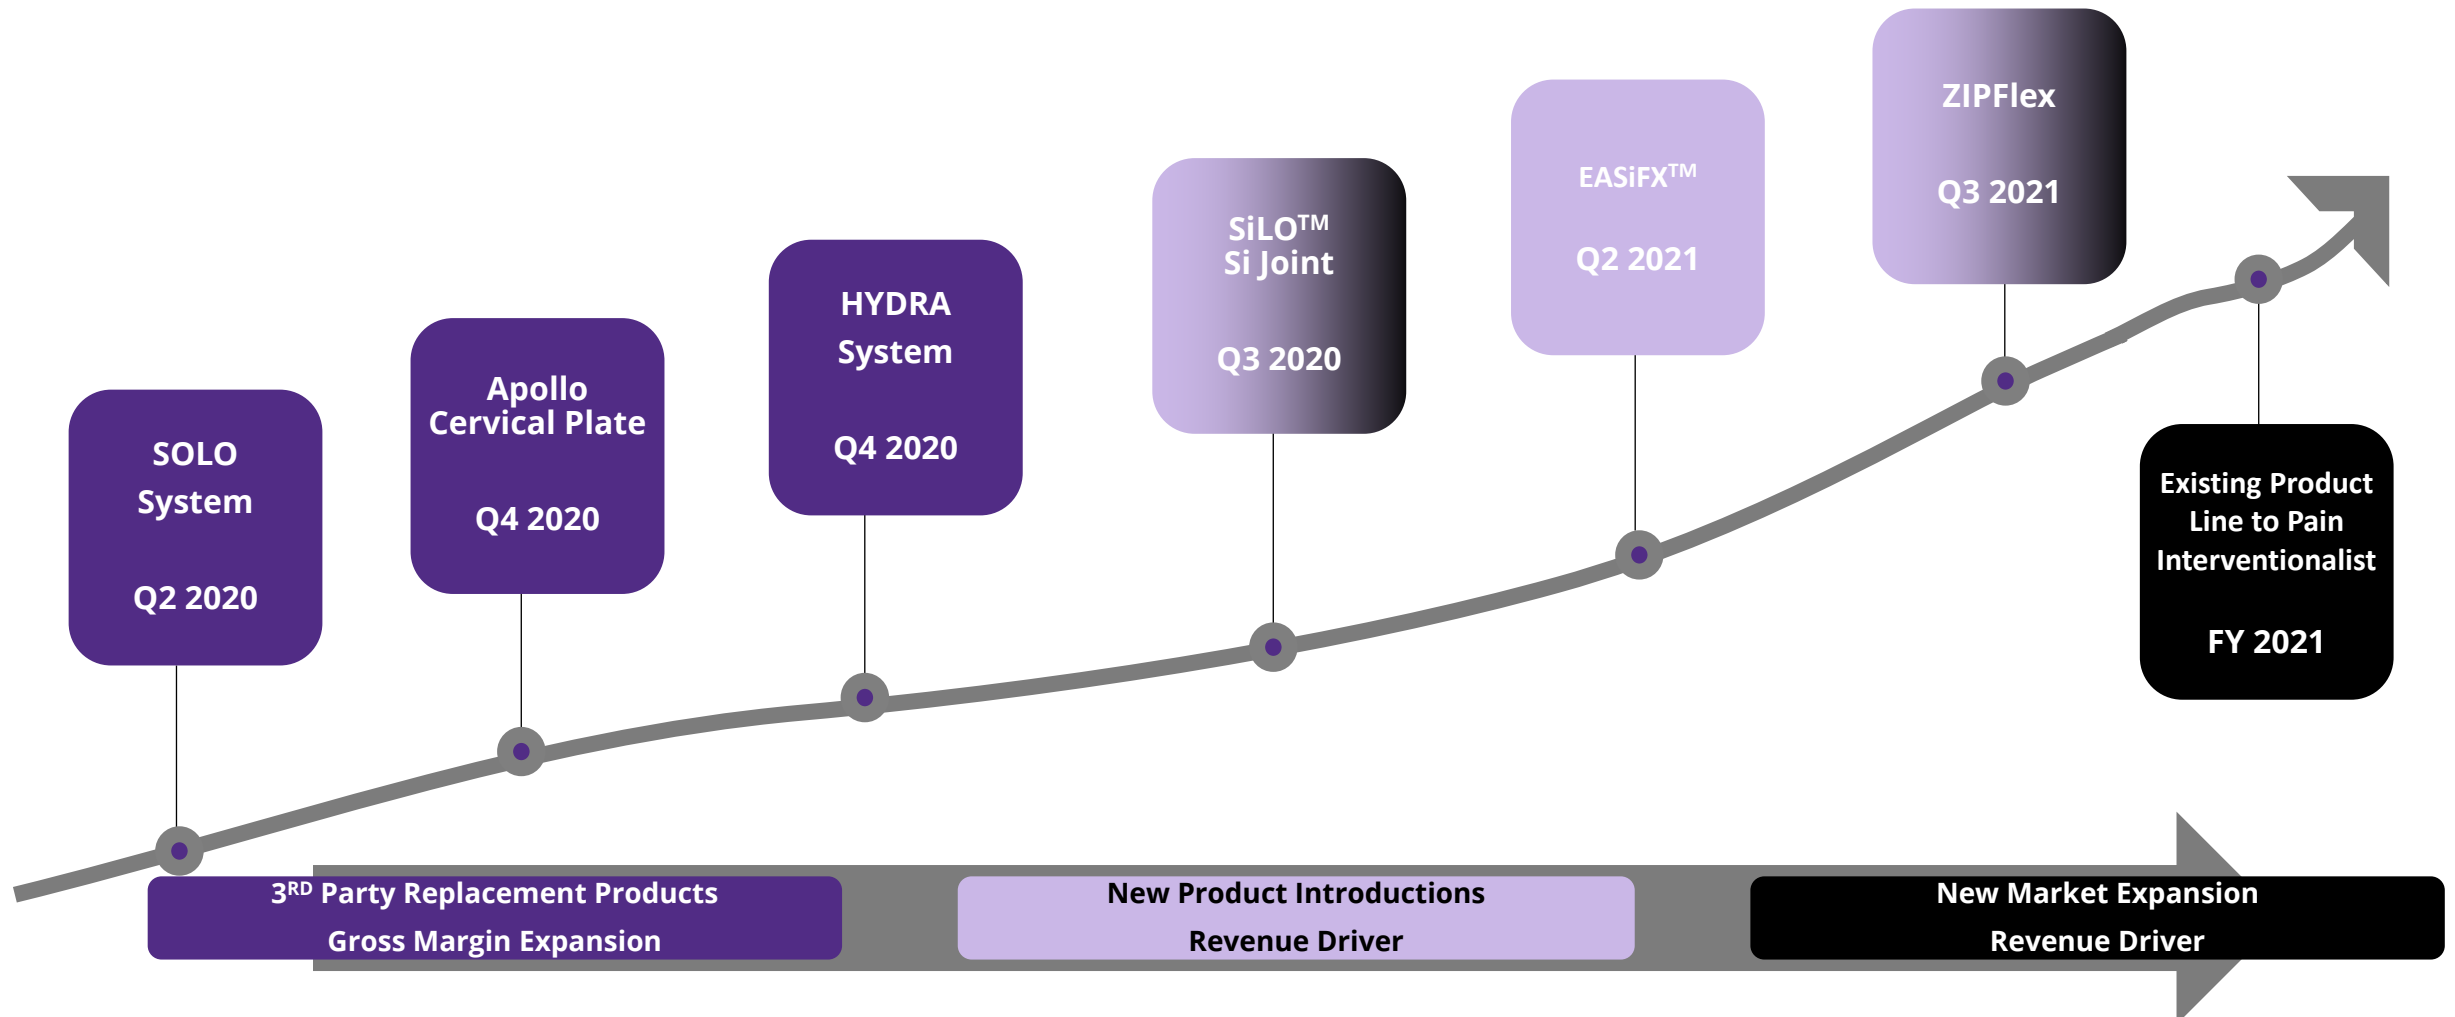 SOLO
System
Q2 2020
Apollo
Cervical Plate
Q4 2020
HYDRA
System
Q4 2020
SiLO™
Si Joint
Q3 2020
EASiFX™
Q2 2021
ZIPFlex
Q3 2021
Existing Product
Line to Pain
Interventionalist
FY 2021
3RD Party Replacement Products
Gross Margin Expansion
New Product Introductions
Revenue Driver
New Market Expansion
Revenue Driver